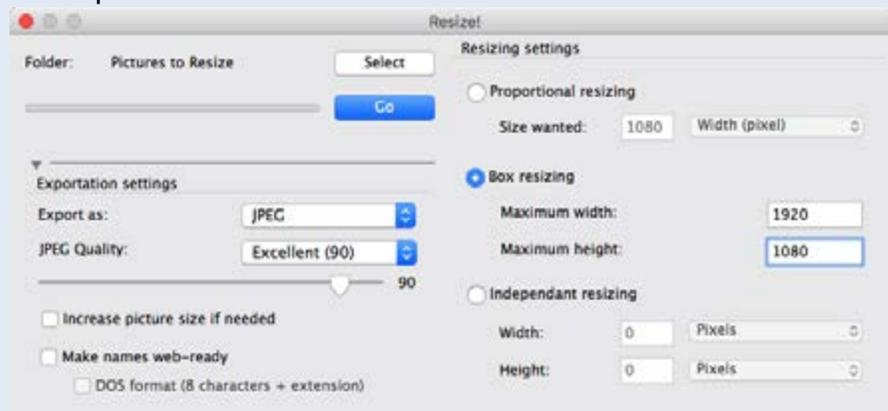 Resize!
Folder: Pictures to Resize Select
Go
Exportation settings
Export as: JPEG
JPEG Quality: Excellent (90)
90
Increase picture size if needed
Make names web-ready
DOS format (8 characters + extension)
Resizing settings
Proportional resizing
Size wanted: 1080 Width (pixel)
Box resizing
Maximum width: 1920
Maximum height: 1080
Independant resizing
Width: 0 Pixels
Height: 0 Pixels